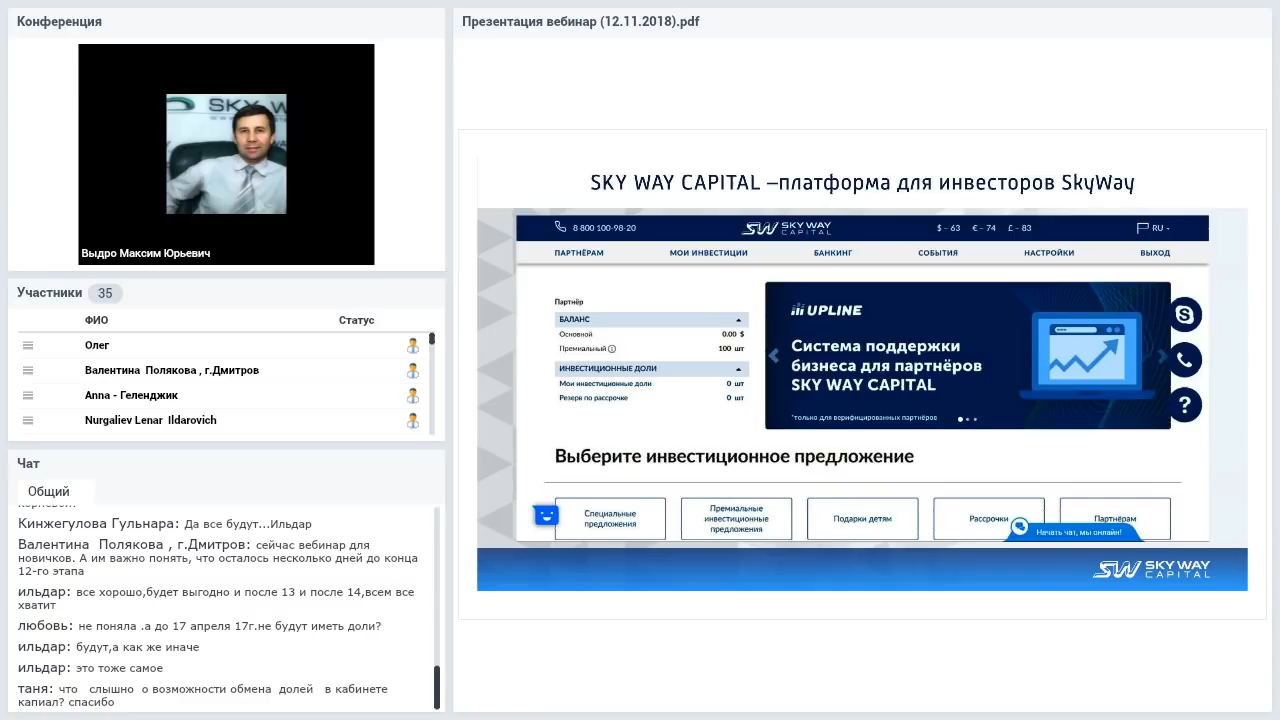 Конференция
SKY W
Выдро Максим Юрьевич
Участники 35
ФИО Статус
Олег
Валентина Полякова , г.Дмитров
Anna - Геленджик
Nurgaliev Lenar Ildarovich
Чат
Общий
Кинжегулова Гульнара: Да все будут...Ильдар
Валентина Полякова , г.Дмитров: сейчас вебинар для
новичков. А им важно понять, что осталось несколько дней до конца
12-го этапа
ильдар: все хорошо,будет выгодно и после 13 и после 14,всем все
хватит
любовь: не поняла .а до 17 апреля 17г.не будут иметь доли?
ильдар: будут,а как же иначе
ильдар: это тоже самое
таня: что слышно о возможности обмена долей в кабинете
капиал? спасибо
Презентация вебинар (12.11.2018).pdf
SKY WAY CAPITAL –платформа для инвесторов SkyWay
8 800 100-98-20
SW SKY WAY
CAPITAL
$ – 63 € – 74 £ – 83
RU
ПАРТНЁРАМ МОИ ИНВЕСТИЦИИ БАНКИНГ СОБЫТИЯ НАСТРОЙКИ ВЫХОД
Партнёр
БАЛАНС
Основной 0.00 $
Премиальный 100 шт
ИНВЕСТИЦИОННЫЕ ДОЛИ
Мои инвестиционные доли 0 шт
Резерв по рассрочке 0 шт
UPLINE
Система поддержки
бизнеса для партнёров
SKY WAY CAPITAL
*только для верифицированных партнёров
?
Выберите инвестиционное предложение
Специальные
предложения
Премиальные
инвестиционные
предложения
Подарки детям
Рассрочки
Партнёрам
Начать чат, мы онлайн!
SW SKY WAY
CAPITAL